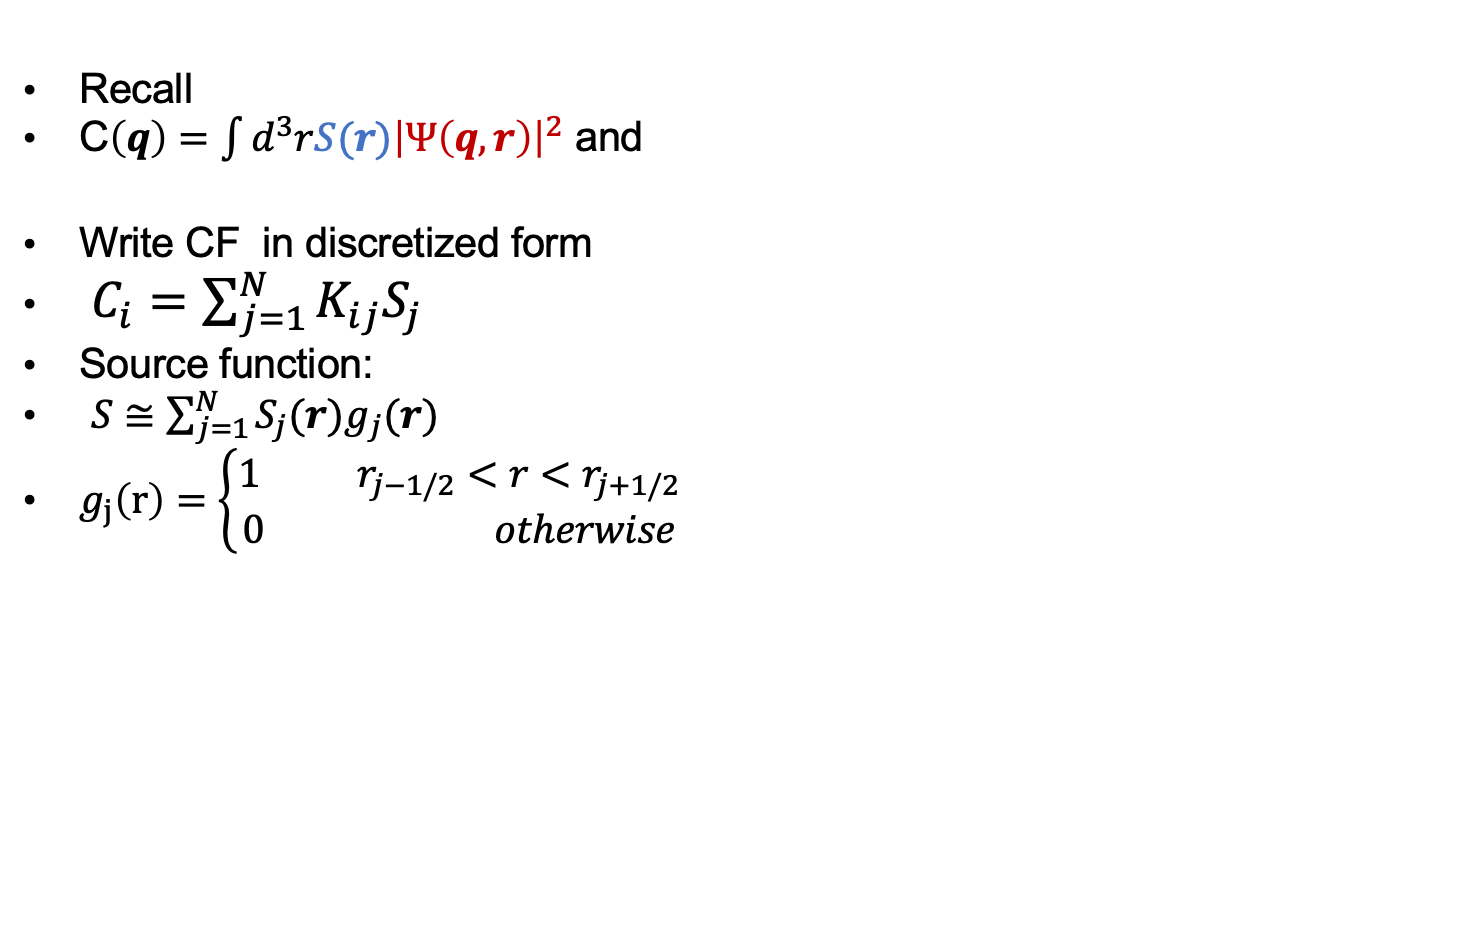 • Recall
• C(𝒒) = ∫ d³rS(𝒓)|Ψ(𝒒, 𝒓)|² and
• Write CF in discretized form
• C_i = ∑_{j=1}^{N} K_{ij}S_j
• Source function:
• S ≅ ∑_{j=1}^{N} S_j(𝒓)g_j(𝒓)
• g_j(r) = { 1 r_{j−1/2} < r < r_{j+1/2}
0 otherwise